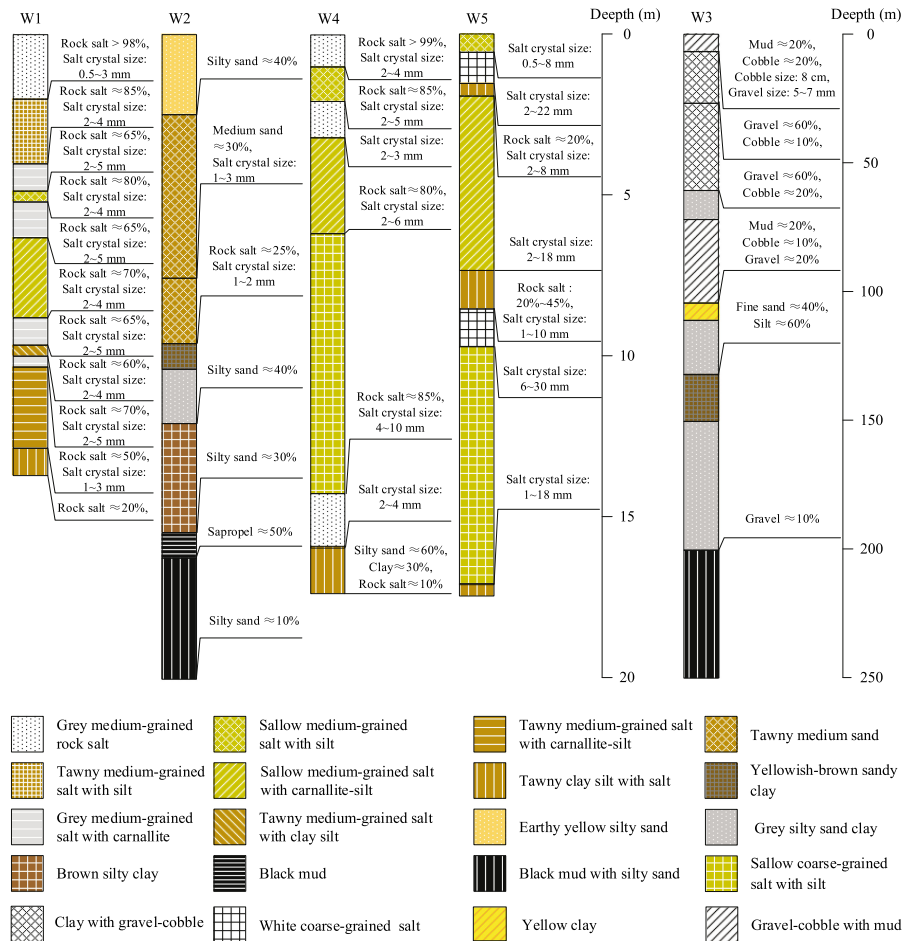 W1
W2
W4
W5
Deepth (m)
W3
Deepth (m)
Rock salt > 98%,
Salt crystal size:
0.5~3 mm
Rock salt ≈85%,
Salt crystal size:
2~4 mm
Rock salt ≈65%,
Salt crystal size:
2~5 mm
Rock salt ≈80%,
Salt crystal size:
2~4 mm
Rock salt ≈65%,
Salt crystal size:
2~5 mm
Rock salt ≈70%,
Salt crystal size:
2~4 mm
Rock salt ≈65%,
Salt crystal size:
2~5 mm
Rock salt ≈60%,
Salt crystal size:
2~4 mm
Rock salt ≈70%,
Salt crystal size:
2~5 mm
Rock salt ≈50%,
Salt crystal size:
1~3 mm
Rock salt ≈20%,
Silty sand ≈40%
Medium sand
≈30%,
Salt crystal size:
1~3 mm
Rock salt ≈25%,
Salt crystal size:
1~2 mm
Silty sand ≈40%
Silty sand ≈30%
Sapropel ≈50%
Silty sand ≈10%
Rock salt > 99%,
Salt crystal size:
2~4 mm
Rock salt ≈85%,
Salt crystal size:
2~5 mm
Salt crystal size:
2~3 mm
Rock salt ≈80%,
Salt crystal size:
2~6 mm
Rock salt ≈85%,
Salt crystal size:
4~10 mm
Salt crystal size:
2~4 mm
Silty sand ≈60%,
Clay≈30%,
Rock salt ≈10%
Salt crystal size:
0.5~8 mm
Salt crystal size:
2~22 mm
Rock salt ≈20%,
Salt crystal size:
2~8 mm
Salt crystal size:
2~18 mm
Rock salt :
20%~45%,
Salt crystal size:
1~10 mm
Salt crystal size:
6~30 mm
Salt crystal size:
1~18 mm
0
5
10
15
20
Mud ≈20%,
Cobble ≈20%,
Cobble size: 8 cm,
Gravel size: 5~7 mm
Gravel ≈60%,
Cobble ≈10%,
Gravel ≈60%,
Cobble ≈20%,
Mud ≈20%,
Cobble ≈10%,
Gravel ≈20%
Fine sand ≈40%,
Silt ≈60%
Gravel ≈10%
0
50
100
150
200
250
Grey medium-grained
rock salt
Sallow medium-grained
salt with silt
Tawny medium-grained salt
with carnallite-silt
Tawny medium sand
Tawny medium-grained
salt with silt
Sallow medium-grained salt
with carnallite-silt
Tawny clay silt with salt
Yellowish-brown sandy
clay
Grey medium-grained
salt with carnallite
Tawny medium-grained salt
with clay silt
Earthy yellow silty sand
Grey silty sand clay
Brown silty clay
Black mud
Black mud with silty sand
Sallow coarse-grained
salt with silt
Clay with gravel-cobble
White coarse-grained salt
Yellow clay
Gravel-cobble with mud